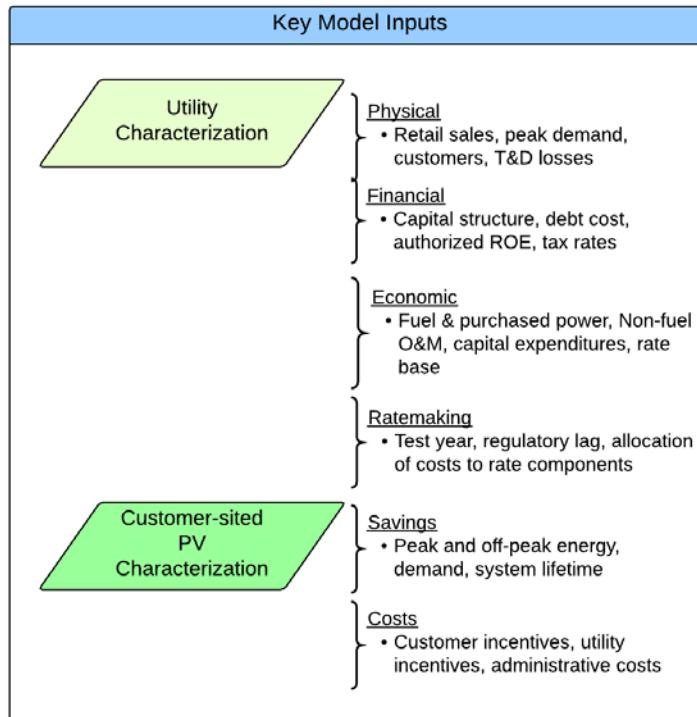 Key Model Inputs
Utility
Characterization
Physical
• Retail sales, peak demand,
customers, T&D losses
Financial
• Capital structure, debt cost,
authorized ROE, tax rates
Economic
• Fuel & purchased power, Non-fuel
O&M, capital expenditures, rate
base
Ratemaking
• Test year, regulatory lag, allocation
of costs to rate components
Customer-sited
PV
Characterization
Savings
• Peak and off-peak energy,
demand, system lifetime
Costs
• Customer incentives, utility
incentives, administrative costs